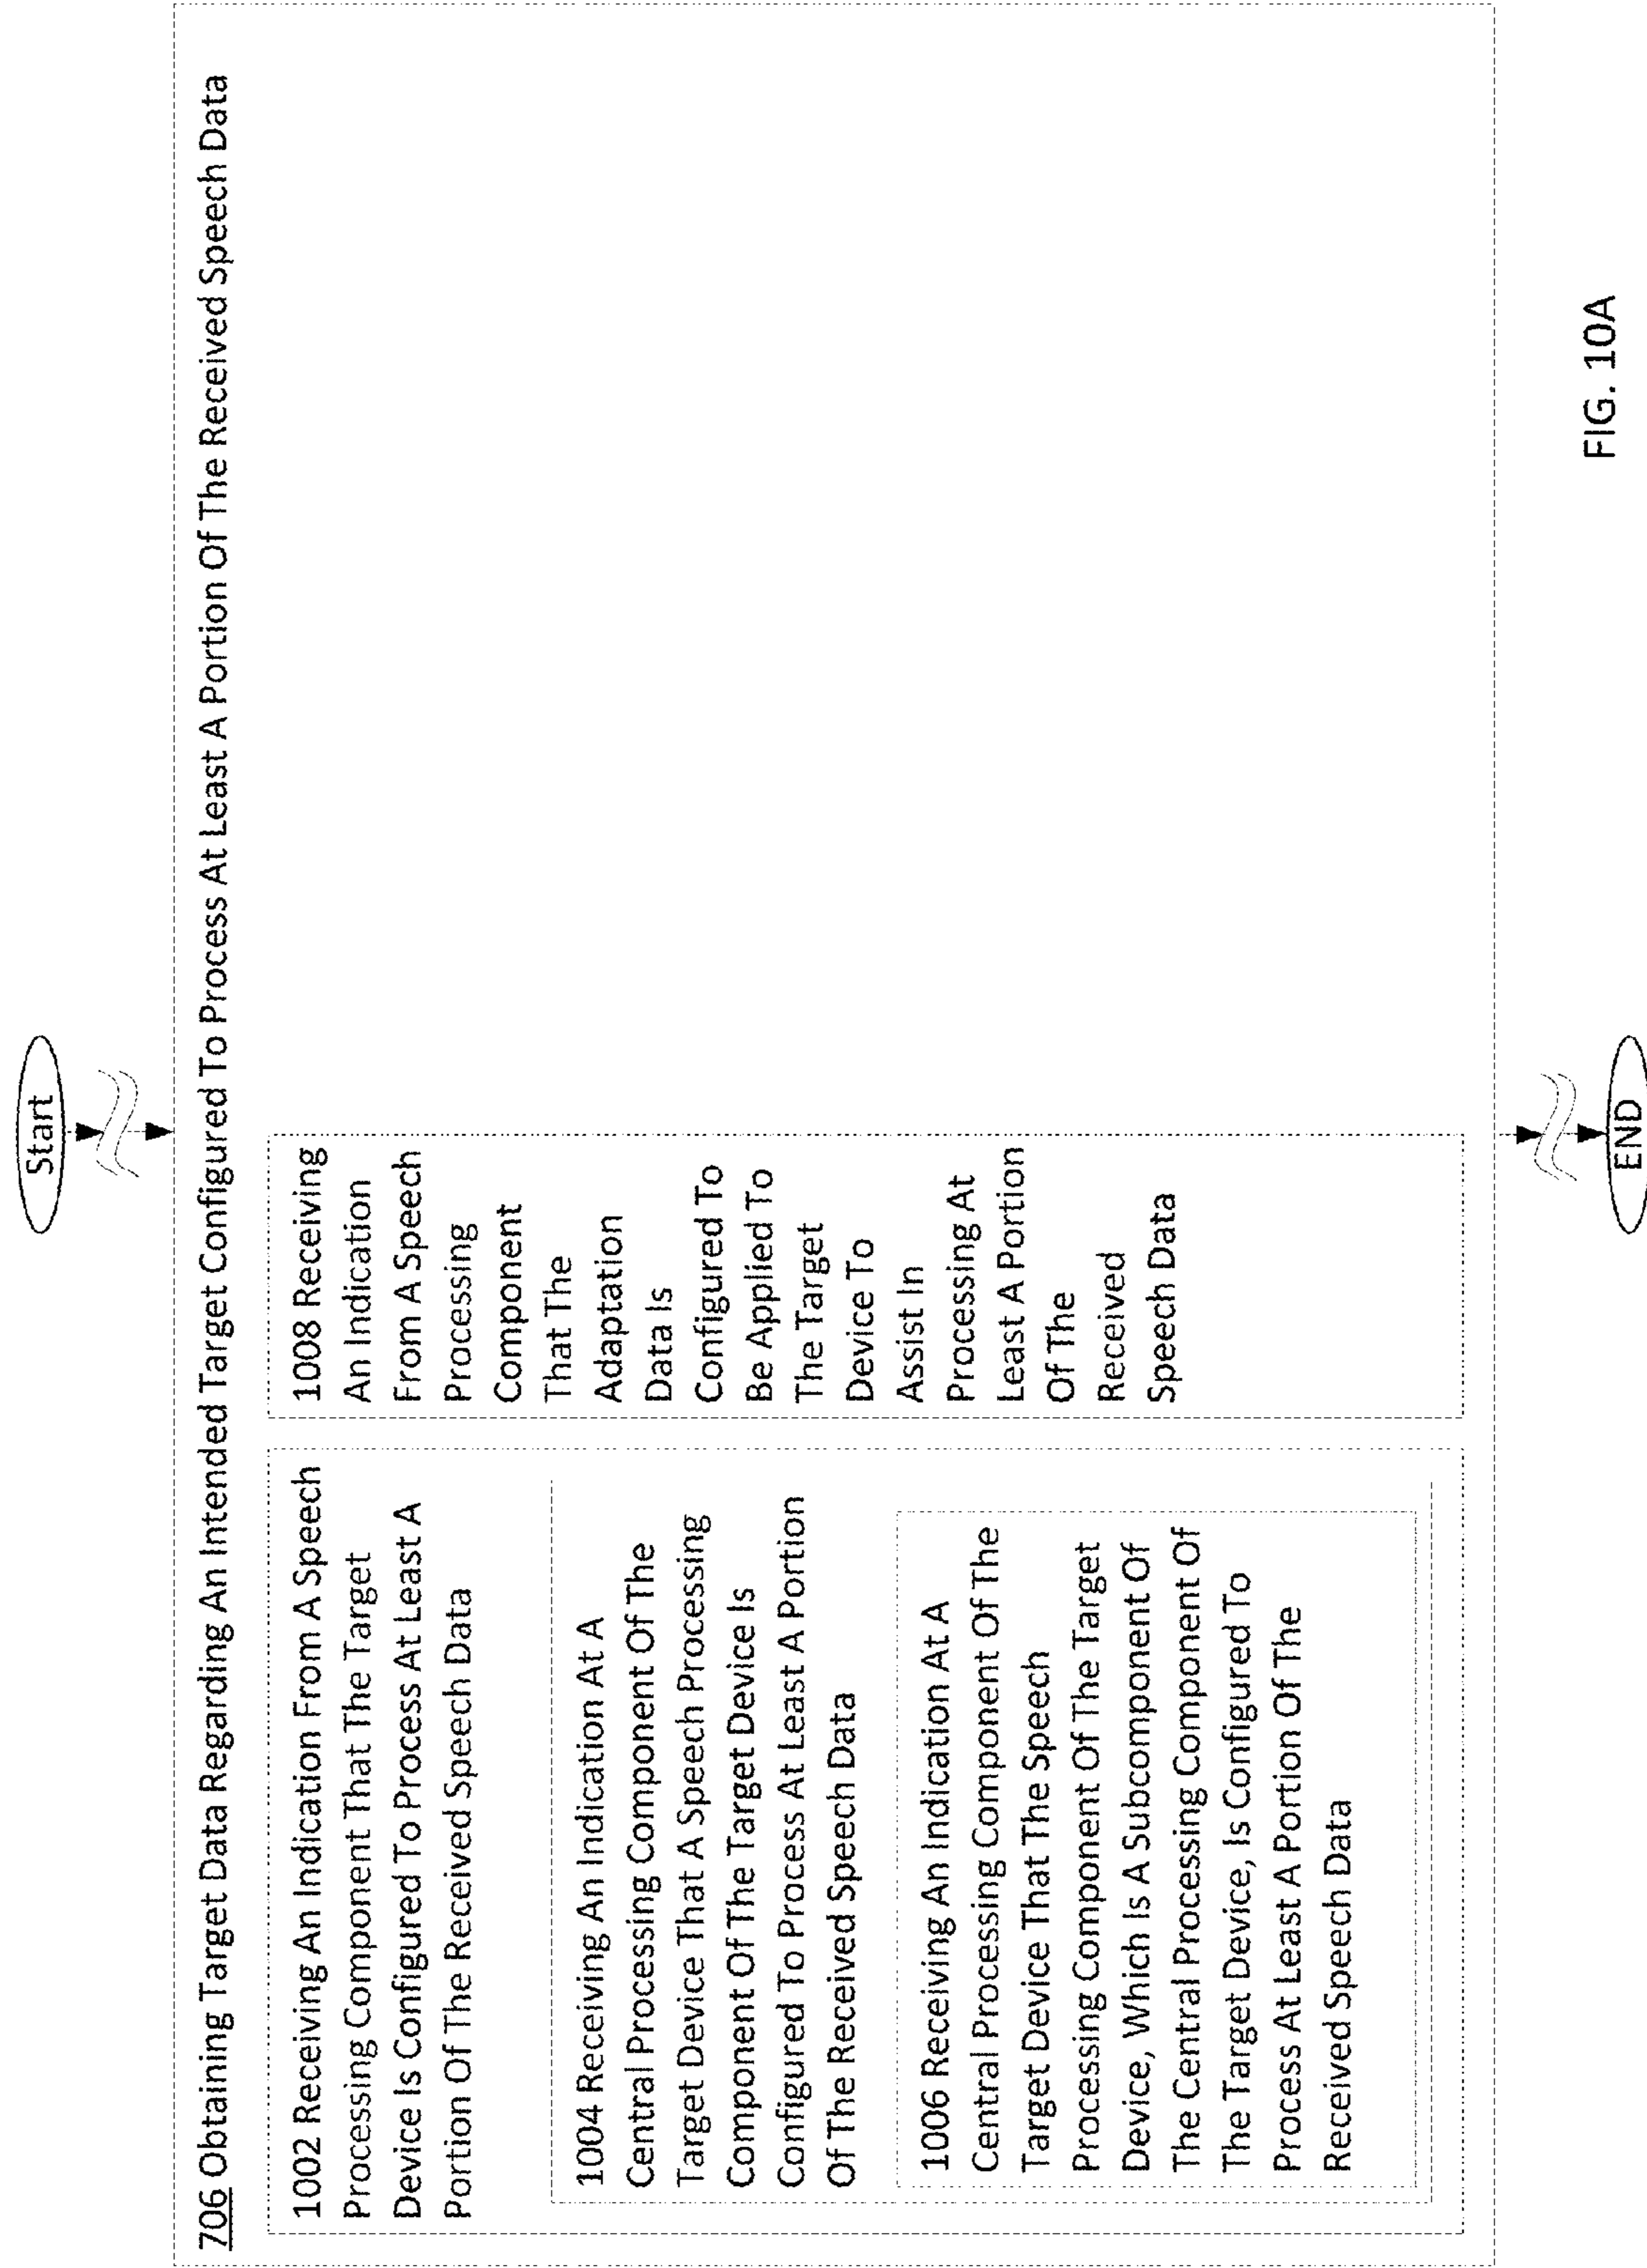 Start
706 Obtaining Target Data Regarding An Intended Target Configured To Process At Least A Portion Of The Received Speech Data
1002 Receiving An Indication From A Speech
Processing Component That The Target
Device Is Configured To Process At Least A
Portion Of The Received Speech Data
1004 Receiving An Indication At A
Central Processing Component Of The
Target Device That A Speech Processing
Component Of The Target Device Is
Configured To Process At Least A Portion
Of The Received Speech Data
1006 Receiving An Indication At A
Central Processing Component Of The
Target Device That The Speech
Processing Component Of The Target
Device, Which Is A Subcomponent Of
The Central Processing Component Of
The Target Device, Is Configured To
Process At Least A Portion Of The
Received Speech Data
1008 Receiving
An Indication
From A Speech
Processing
Component
That The
Adaptation
Data Is
Configured To
Be Applied To
The Target
Device To
Assist In
Processing At
Least A Portion
Of The
Received
Speech Data
END
FIG. 10A